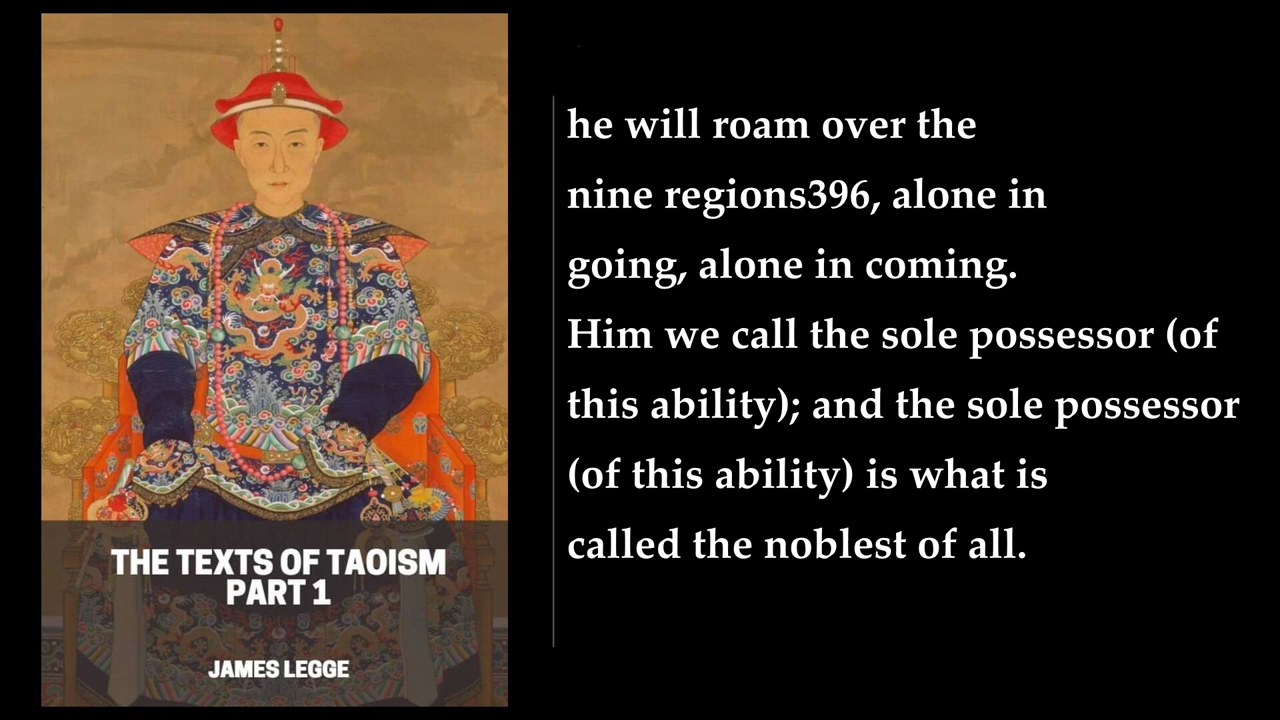 he will roam over the
nine regions396, alone in
going, alone in coming.
Him we call the sole possessor (of
this ability); and the sole possessor
(of this ability) is what is
called the noblest of all.
THE TEXTS OF TAOISM
PART 1
JAMES LEGGE